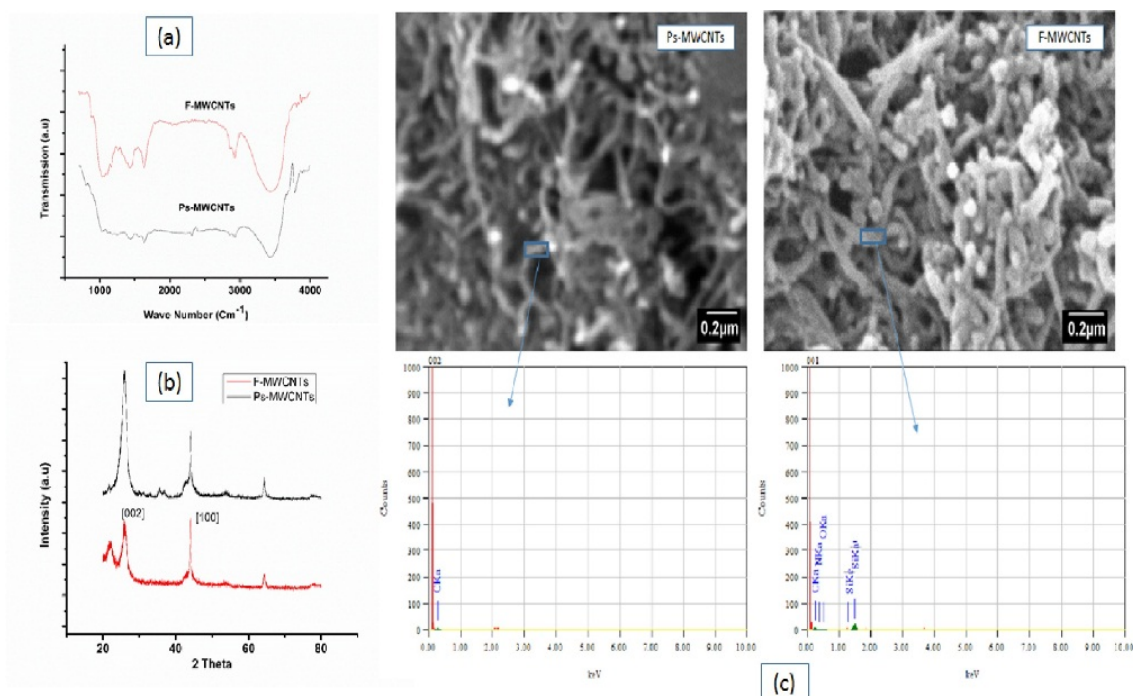 (a)
F-MWCNTs
Ps-MWCNTs
Transmission (a.u)
1000 2000 3000 4000
Wave Number (Cm-1)
(b)
F-MWCNTs
Ps-MWCNTs
[002]
[100]
Intensity (a.u)
20 40 60 80
2 Theta
Ps-MWCNTs
0.2µm
F-MWCNTs
0.2µm
002
1000
900
800
700
600
500
400
300
200
100
0
Counts
CKa
0.00 1.00 2.00 3.00 4.00 5.00 6.00 7.00 8.00 9.00 10.00
keV
001
1000
900
800
700
600
500
400
300
200
100
0
Counts
CKa
NKa
OKa
0.00 1.00 2.00 3.00 4.00 5.00 6.00 7.00 8.00 9.00 10.00
keV
(c)